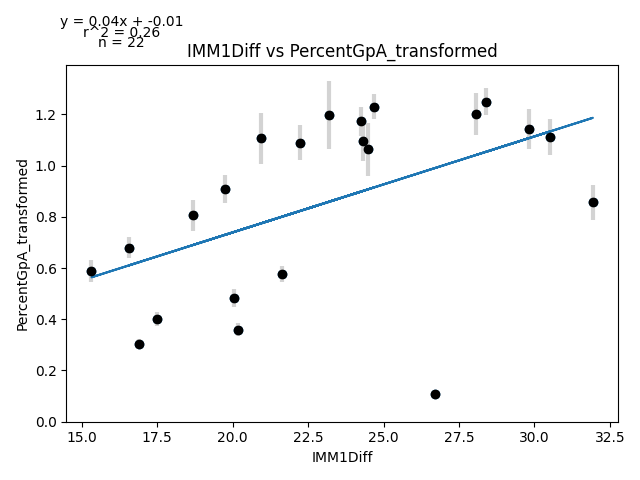 y = 0.04x + -0.01
r^2 = 0.26
n = 22
IMM1Diff vs PercentGpA_transformed
PercentGpA_transformed
1.2
1.0
0.8
0.6
0.4
0.2
0.0
15.0 17.5 20.0 22.5 25.0 27.5 30.0 32.5
IMM1Diff